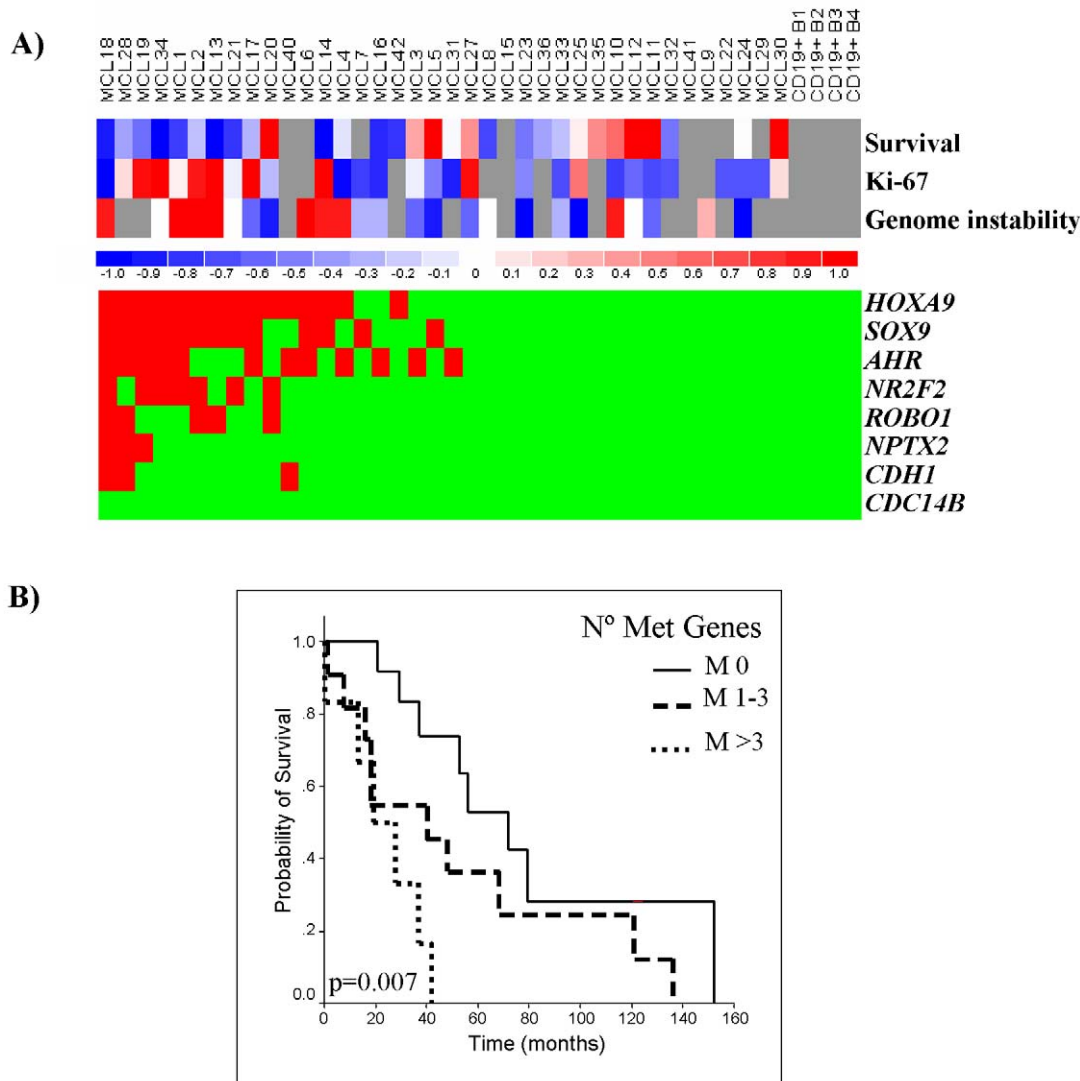 A)
MCL18 MCL28 MCL19 MCL34 MCL1 MCL2 MCL13 MCL21 MCL17 MCL20 MCL40 MCL6 MCL14 MCL4 MCL7 MCL16 MCL42 MCL3 MCL5 MCL31 MCL27 MCL8 MCL15 MCL23 MCL36 MCL33 MCL25 MCL35 MCL10 MCL12 MCL11 MCL32 MCL41 MCL9 MCL22 MCL24 MCL29 MCL30 CD19+ B1 CD19+ B2 CD19+ B3 CD19+ B4
Survival
Ki-67
Genome instability
-1.0 -0.9 -0.8 -0.7 -0.6 -0.5 -0.4 -0.3 -0.2 -0.1 0 0.1 0.2 0.3 0.4 0.5 0.6 0.7 0.8 0.9 1.0
HOXA9
SOX9
AHR
NR2F2
ROBO1
NPTX2
CDH1
CDC14B
B)
Nº Met Genes
M 0
M 1-3
M >3
Probability of Survival
1.0
.8
.6
.4
.2
0.0
p=0.007
0 20 40 60 80 100 120 140 160
Time (months)